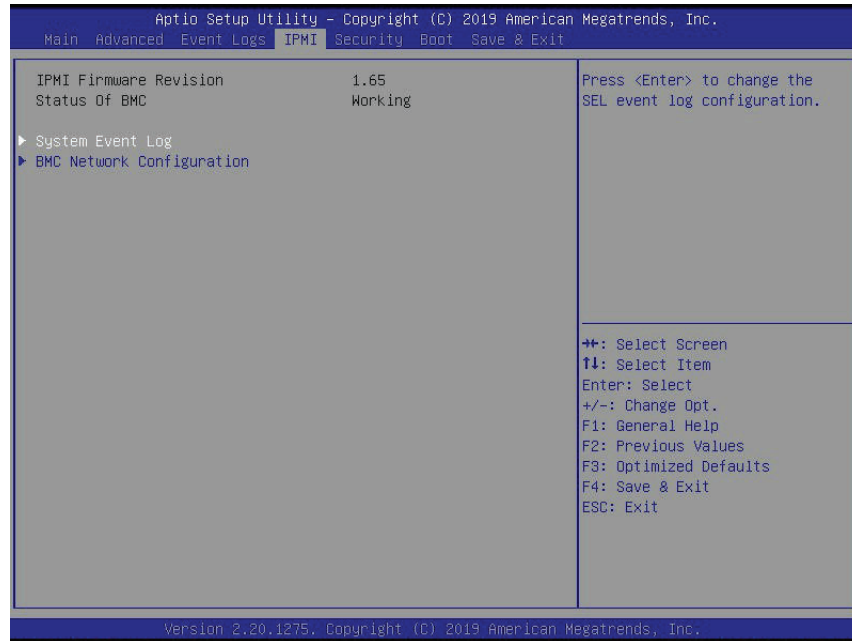 Aptio Setup Utility – Copyright (C) 2019 American Megatrends, Inc.
Main Advanced Event Logs IPMI Security Boot Save & Exit
IPMI Firmware Revision 1.65
Status Of BMC Working
System Event Log
BMC Network Configuration
Press <Enter> to change the
SEL event log configuration.
→←: Select Screen
↑↓: Select Item
Enter: Select
+/-: Change Opt.
F1: General Help
F2: Previous Values
F3: Optimized Defaults
F4: Save & Exit
ESC: Exit
Version 2.20.1275. Copyright (C) 2019 American Megatrends, Inc.